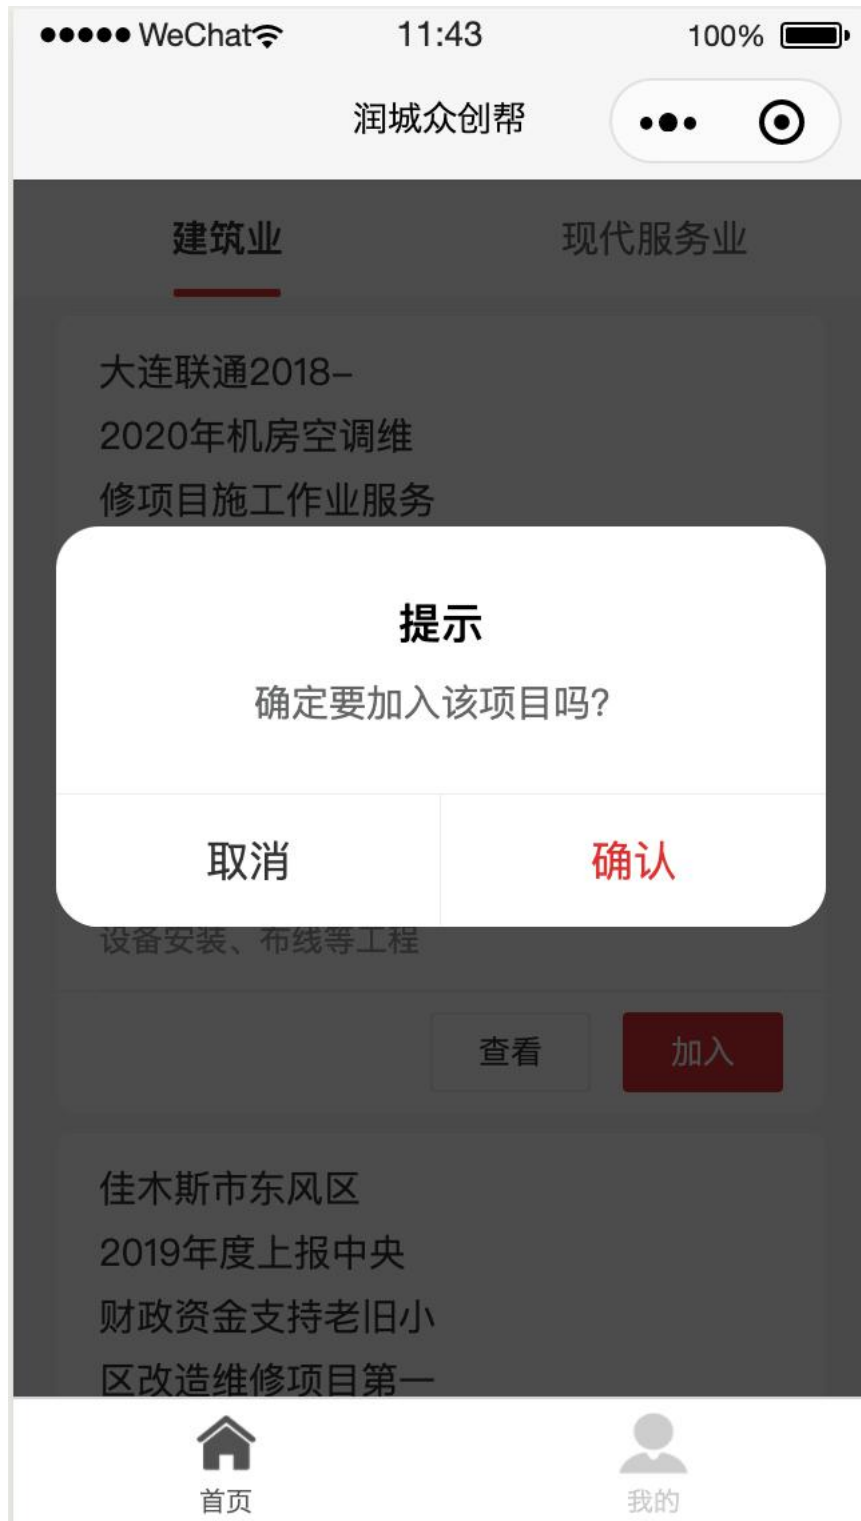 WeChat 11:43 100%
润城众创帮
建筑业 现代服务业
大连联通2018-
2020年机房空调维
修项目施工作业服务
提示
确定要加入该项目吗?
取消 确认
设备安装、布线等工程
查看 加入
佳木斯市东风区
2019年度上报中央
财政资金支持老旧小
区改造维修项目第一
首页 我的